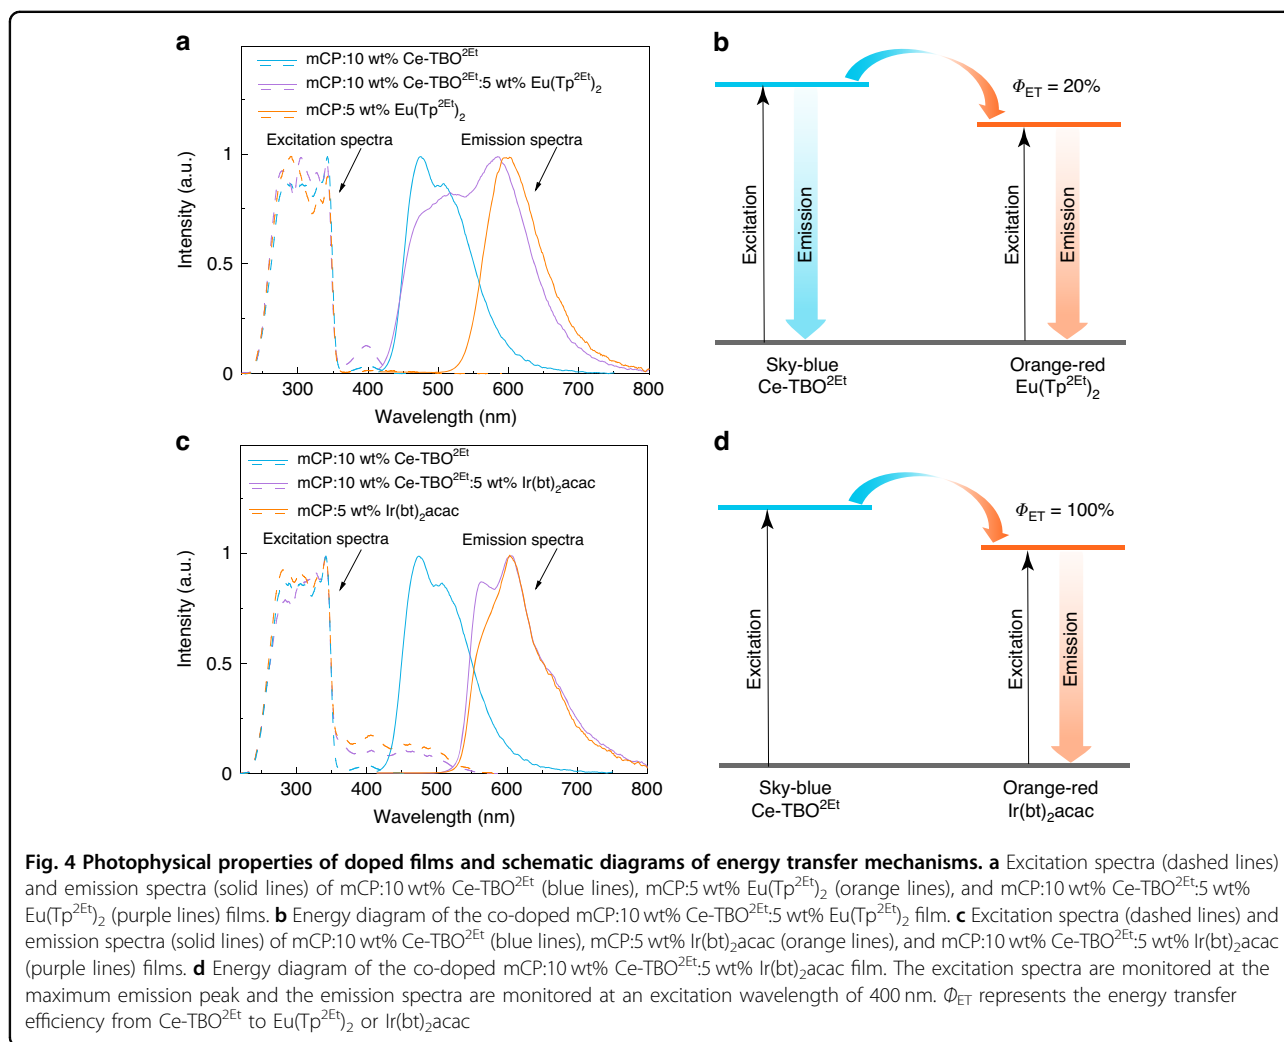 a
mCP:10 wt% Ce-TBO²ᴱᵗ
mCP:10 wt% Ce-TBO²ᴱᵗ:5 wt% Eu(Tp²ᴱᵗ)₂
mCP:5 wt% Eu(Tp²ᴱᵗ)₂
Excitation spectra
Emission spectra
Intensity (a.u.)
1
0.5
0
300 400 500 600 700 800
Wavelength (nm)
b
Φ_ET = 20%
Excitation
Emission
Excitation
Emission
Sky-blue
Ce-TBO²ᴱᵗ
Orange-red
Eu(Tp²ᴱᵗ)₂
c
mCP:10 wt% Ce-TBO²ᴱᵗ
mCP:10 wt% Ce-TBO²ᴱᵗ:5 wt% Ir(bt)₂acac
mCP:5 wt% Ir(bt)₂acac
Excitation spectra
Emission spectra
Intensity (a.u.)
1
0.5
0
300 400 500 600 700 800
Wavelength (nm)
d
Φ_ET = 100%
Excitation
Excitation
Emission
Sky-blue
Ce-TBO²ᴱᵗ
Orange-red
Ir(bt)₂acac
Fig. 4 Photophysical properties of doped films and schematic diagrams of energy transfer mechanisms. a Excitation spectra (dashed lines)
and emission spectra (solid lines) of mCP:10 wt% Ce-TBO²ᴱᵗ (blue lines), mCP:5 wt% Eu(Tp²ᴱᵗ)₂ (orange lines), and mCP:10 wt% Ce-TBO²ᴱᵗ:5 wt%
Eu(Tp²ᴱᵗ)₂ (purple lines) films. b Energy diagram of the co-doped mCP:10 wt% Ce-TBO²ᴱᵗ:5 wt% Eu(Tp²ᴱᵗ)₂ film. c Excitation spectra (dashed lines) and
emission spectra (solid lines) of mCP:10 wt% Ce-TBO²ᴱᵗ (blue lines), mCP:5 wt% Ir(bt)₂acac (orange lines), and mCP:10 wt% Ce-TBO²ᴱᵗ:5 wt% Ir(bt)₂acac
(purple lines) films. d Energy diagram of the co-doped mCP:10 wt% Ce-TBO²ᴱᵗ:5 wt% Ir(bt)₂acac film. The excitation spectra are monitored at the
maximum emission peak and the emission spectra are monitored at an excitation wavelength of 400 nm. Φ_ET represents the energy transfer
efficiency from Ce-TBO²ᴱᵗ to Eu(Tp²ᴱᵗ)₂ or Ir(bt)₂acac